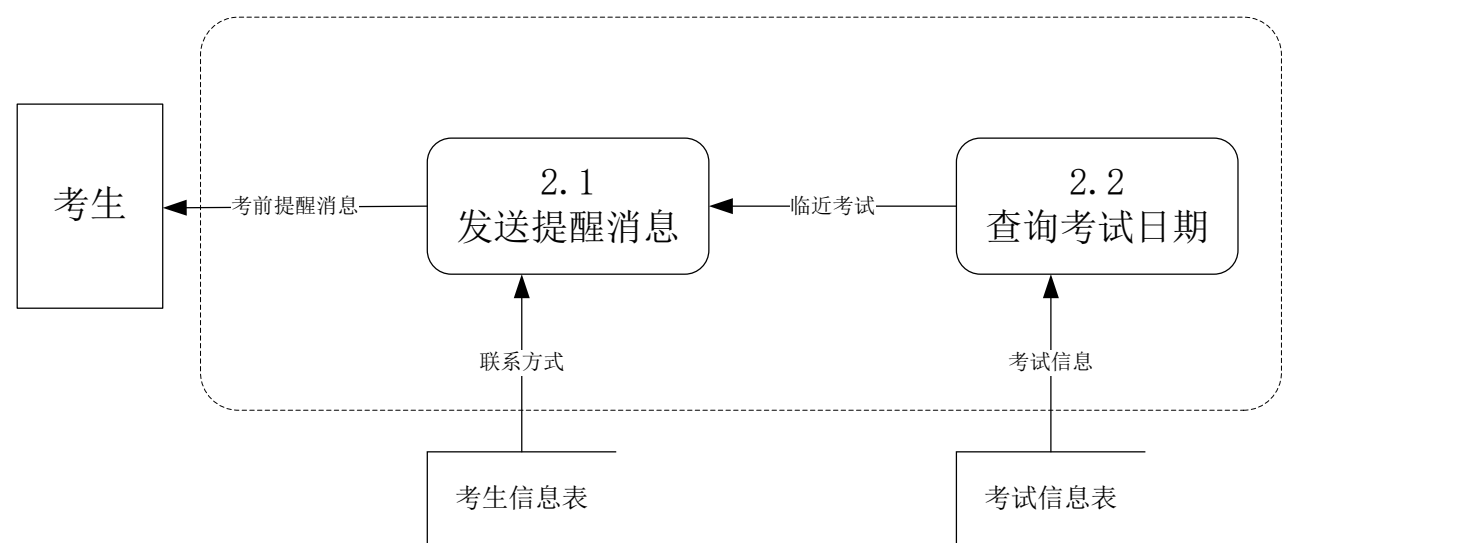 2.1
发送提醒消息
2.2
查询考试日期
考生
考前提醒消息
临近考试
联系方式
考试信息
考生信息表
考试信息表